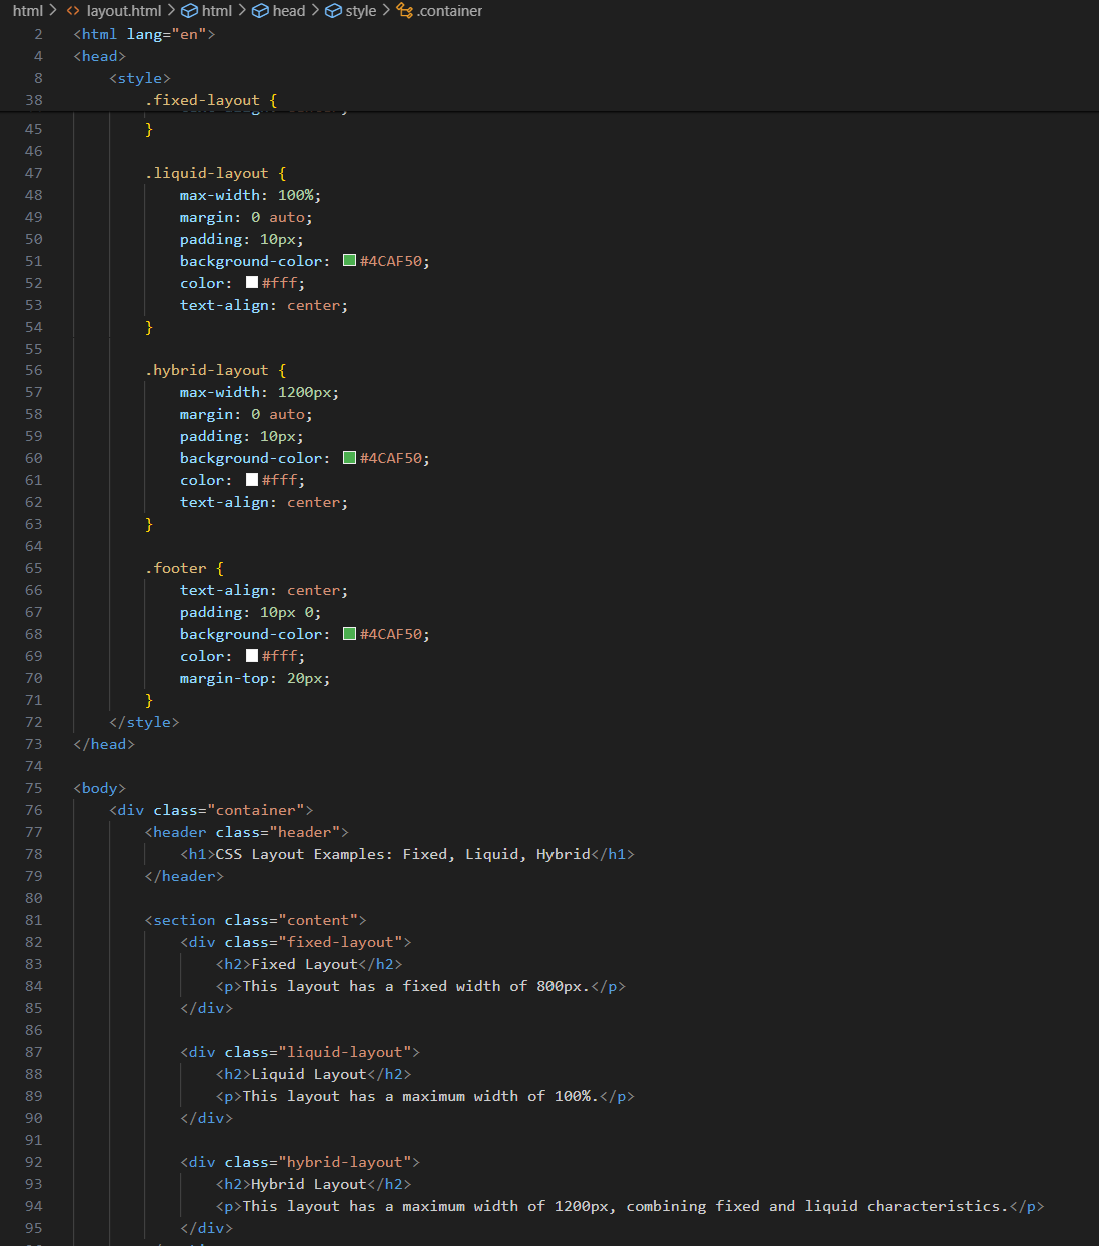 html > layout.html > html > head > style > .container
2 <html lang="en">
4 <head>
8 <style>
38 .fixed-layout {
45 }
46
47 .liquid-layout {
48 max-width: 100%;
49 margin: 0 auto;
50 padding: 10px;
51 background-color: #4CAF50;
52 color: #fff;
53 text-align: center;
54 }
55
56 .hybrid-layout {
57 max-width: 1200px;
58 margin: 0 auto;
59 padding: 10px;
60 background-color: #4CAF50;
61 color: #fff;
62 text-align: center;
63 }
64
65 .footer {
66 text-align: center;
67 padding: 10px 0;
68 background-color: #4CAF50;
69 color: #fff;
70 margin-top: 20px;
71 }
72 </style>
73 </head>
74
75 <body>
76 <div class="container">
77 <header class="header">
78 <h1>CSS Layout Examples: Fixed, Liquid, Hybrid</h1>
79 </header>
80
81 <section class="content">
82 <div class="fixed-layout">
83 <h2>Fixed Layout</h2>
84 <p>This layout has a fixed width of 800px.</p>
85 </div>
86
87 <div class="liquid-layout">
88 <h2>Liquid Layout</h2>
89 <p>This layout has a maximum width of 100%.</p>
90 </div>
91
92 <div class="hybrid-layout">
93 <h2>Hybrid Layout</h2>
94 <p>This layout has a maximum width of 1200px, combining fixed and liquid characteristics.</p>
95 </div>